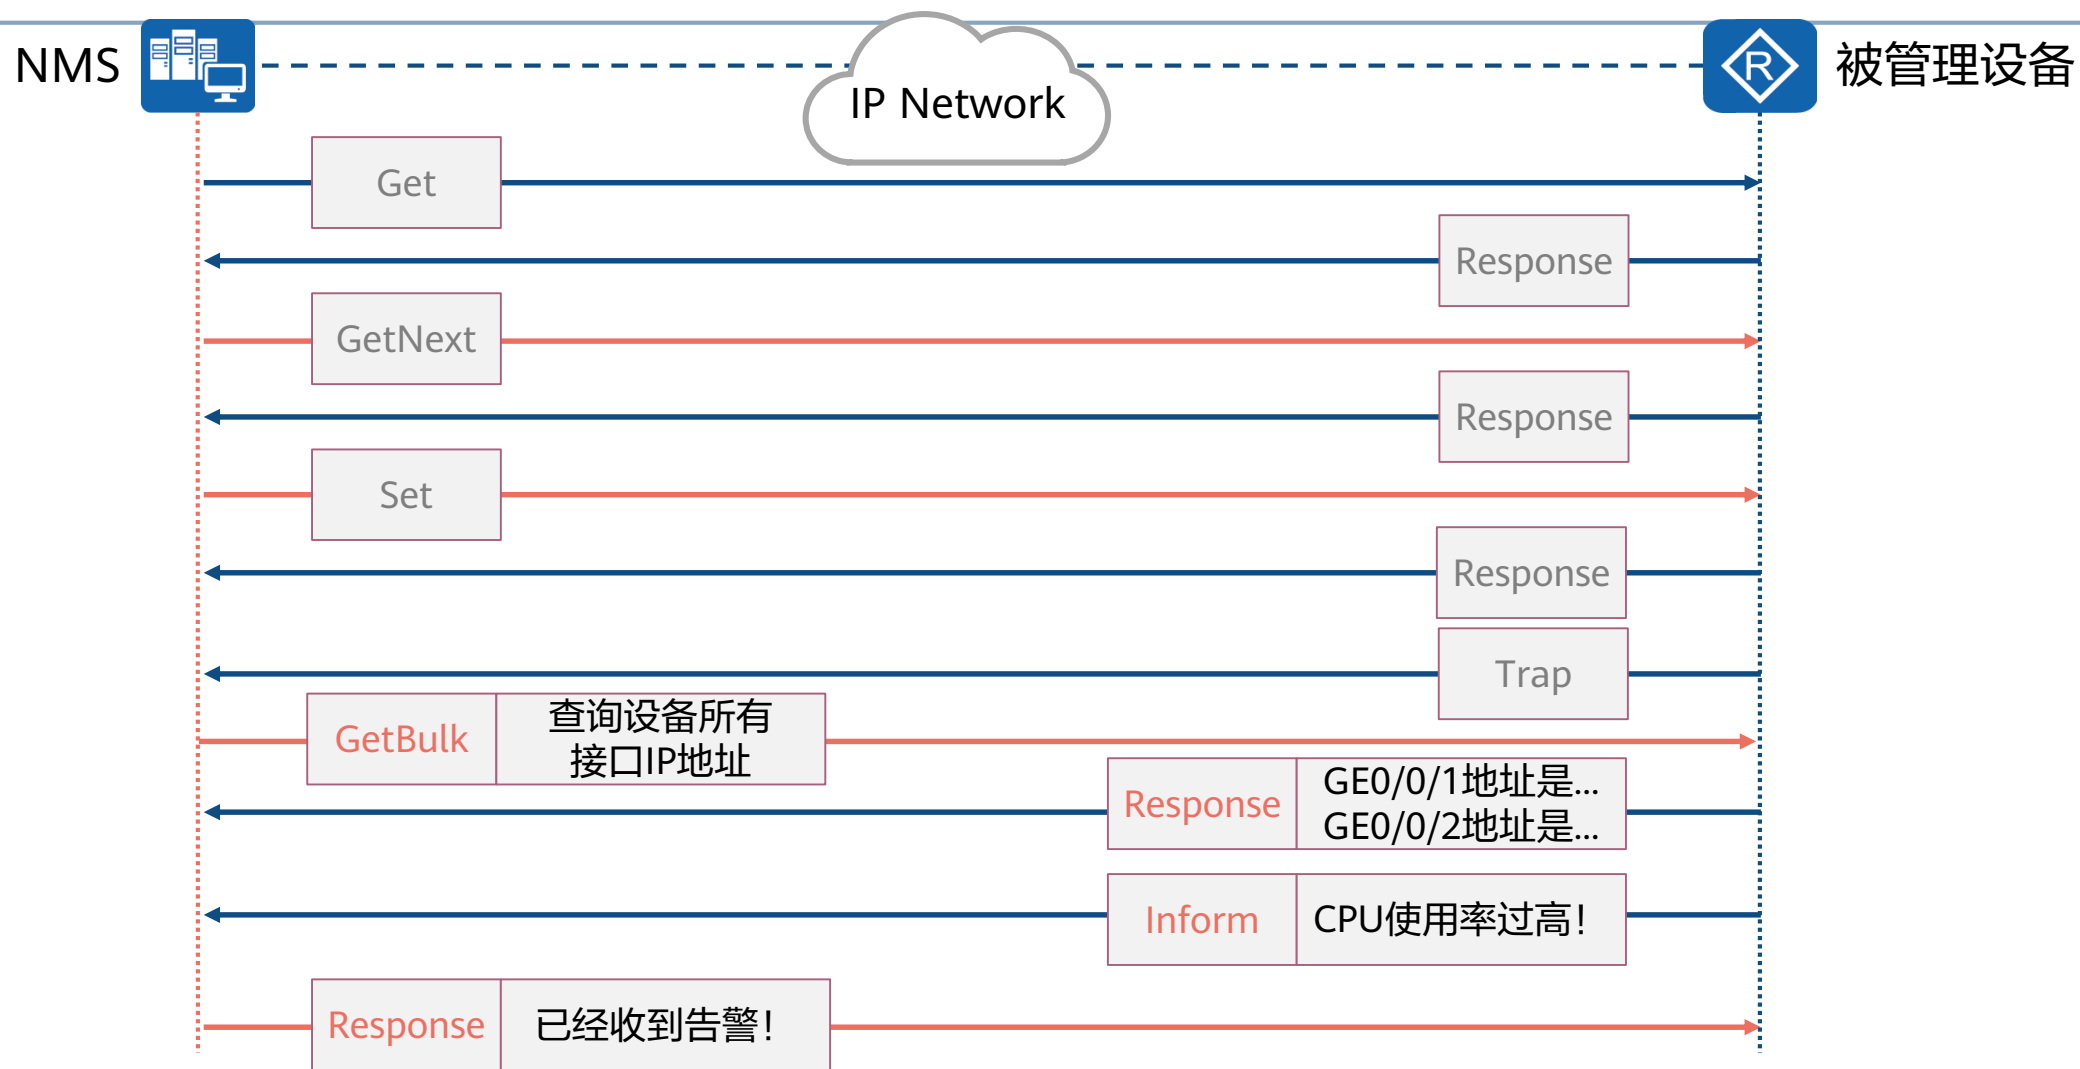 NMS
IP Network
R
被管理设备
Get
Response
GetNext
Response
Set
Response
Trap
GetBulk
查询设备所有
接口IP地址
Response
GE0/0/1地址是...
GE0/0/2地址是...
Inform
CPU使用率过高！
Response
已经收到告警！